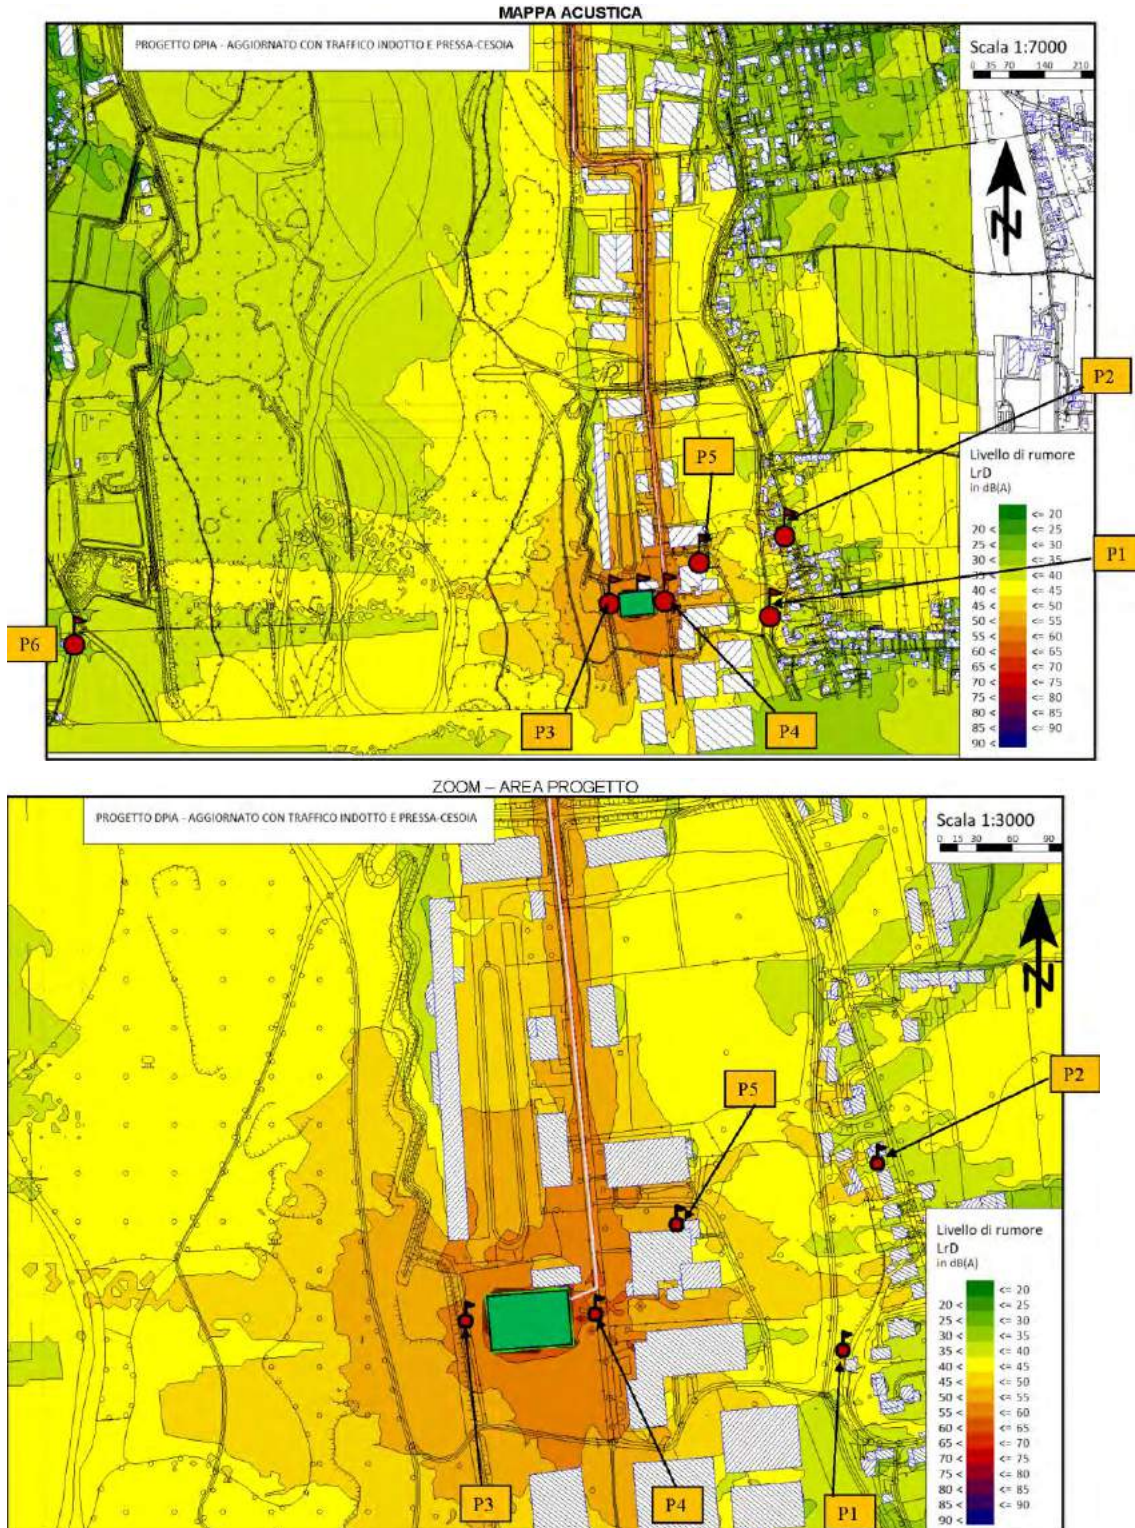 MAPPA ACUSTICA
PROGETTO DPIA - AGGIORNATO CON TRAFFICO INDOTTO E PRESSA-CESOIA
Scala 1:7000
0 35 70 140 210
N
P2
P5
P1
P6
P3
P4
Livello di rumore
LrD
in dB(A)
<= 20
20 < <= 25
25 < <= 30
30 < <= 35
35 < <= 40
40 < <= 45
45 < <= 50
50 < <= 55
55 < <= 60
60 < <= 65
65 < <= 70
70 < <= 75
75 < <= 80
80 < <= 85
85 < <= 90
90 <
ZOOM – AREA PROGETTO
PROGETTO DPIA - AGGIORNATO CON TRAFFICO INDOTTO E PRESSA-CESOIA
Scala 1:3000
0 15 30 60 90
N
P2
P5
P3
P4
P1
Livello di rumore
LrD
in dB(A)
<= 20
20 < <= 25
25 < <= 30
30 < <= 35
35 < <= 40
40 < <= 45
45 < <= 50
50 < <= 55
55 < <= 60
60 < <= 65
65 < <= 70
70 < <= 75
75 < <= 80
80 < <= 85
85 < <= 90
90 <